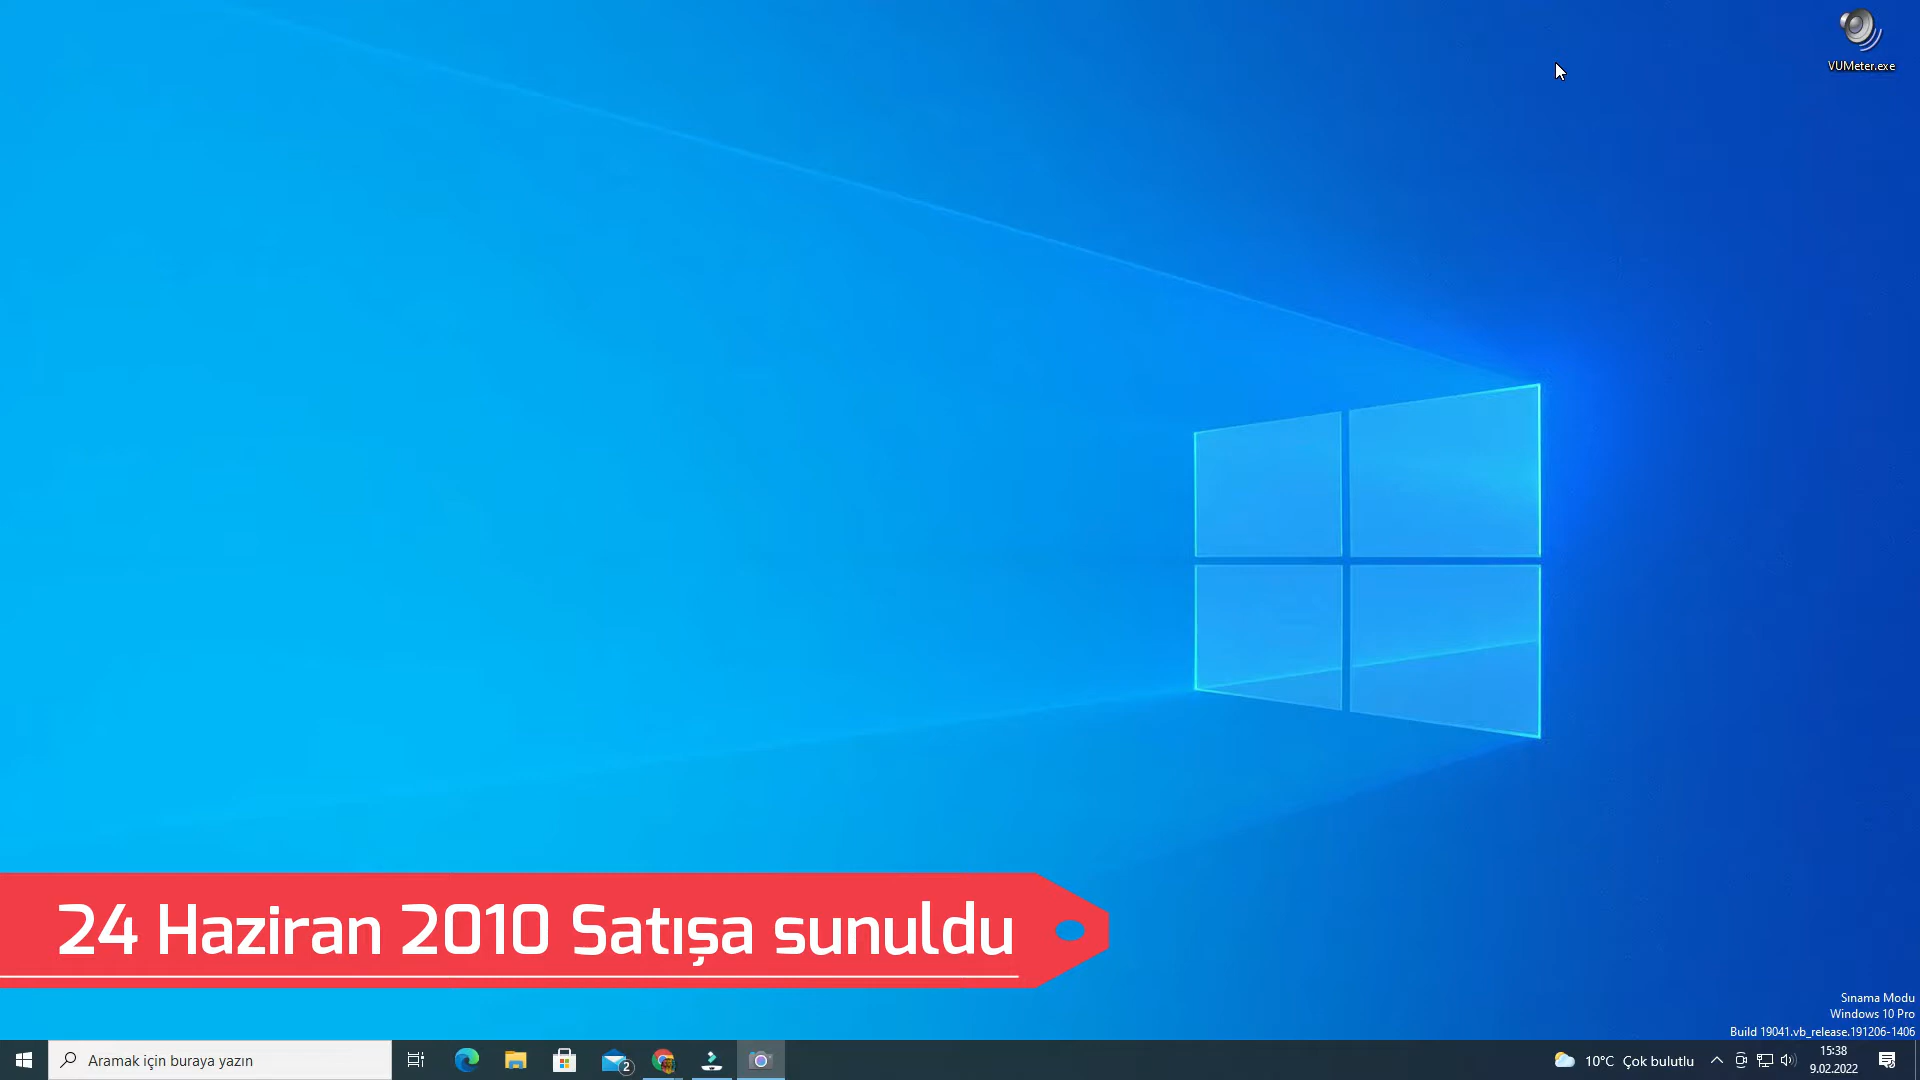 VUMeter.exe
24 Haziran 2010 Satışa sunuldu
Sınama Modu
Windows 10 Pro
Build 19041.vb_release.191206-1406
Aramak için buraya yazın
2
10°C Çok bulutlu
15:38
9.02.2022